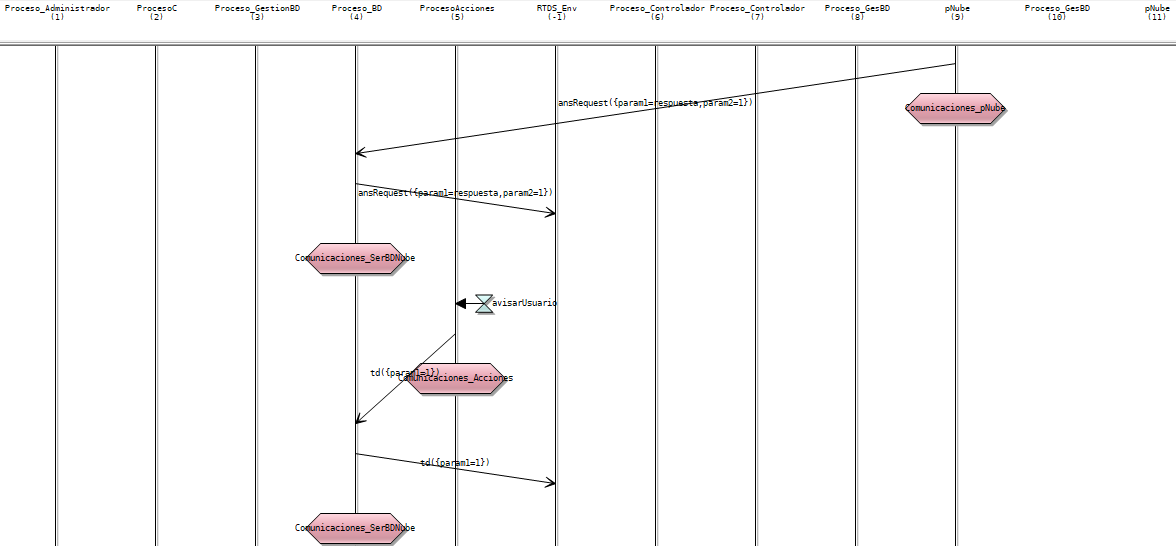 Proceso_Administrador
(1)
ProcesoC
(2)
Proceso_GestionBD
(3)
Proceso_BD
(4)
ProcesoAcciones
(5)
RTDS_Env
(-1)
Proceso_Controlador
(6)
Proceso_Controlador
(7)
Proceso_GesBD
(8)
pNube
(9)
Proceso_GesBD
(10)
pNube
(11)
ansRequest({param1=respuesta,param2=1})
Comunicaciones_pNube
ansRequest({param1=respuesta,param2=1})
Comunicaciones_SerBDNube
avisarUsuario
td({param1=1})
Comunicaciones_Acciones
td({param1=1})
Comunicaciones_SerBDNube